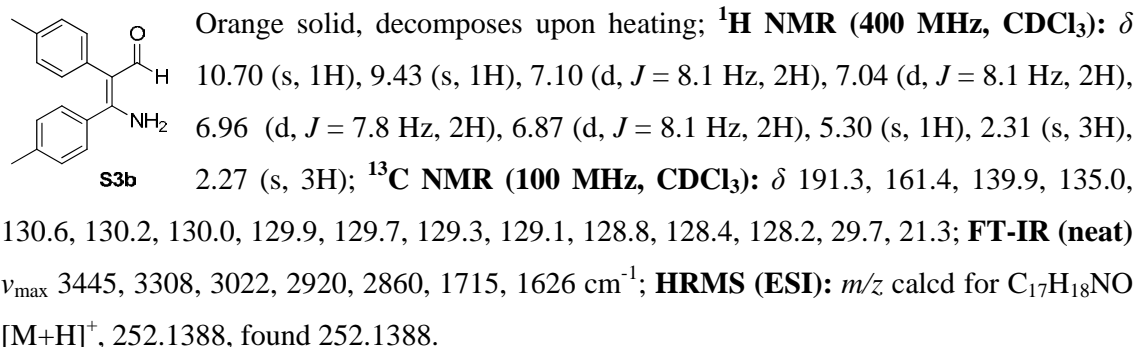 O
H
NH₂
S3b
Orange solid, decomposes upon heating; ¹H NMR (400 MHz, CDCl₃): δ
10.70 (s, 1H), 9.43 (s, 1H), 7.10 (d, J = 8.1 Hz, 2H), 7.04 (d, J = 8.1 Hz, 2H),
6.96 (d, J = 7.8 Hz, 2H), 6.87 (d, J = 8.1 Hz, 2H), 5.30 (s, 1H), 2.31 (s, 3H),
2.27 (s, 3H); ¹³C NMR (100 MHz, CDCl₃): δ 191.3, 161.4, 139.9, 135.0,
130.6, 130.2, 130.0, 129.9, 129.7, 129.3, 129.1, 128.8, 128.4, 128.2, 29.7, 21.3; FT-IR (neat)
νmax 3445, 3308, 3022, 2920, 2860, 1715, 1626 cm⁻¹; HRMS (ESI): m/z calcd for C₁₇H₁₈NO
[M+H]⁺, 252.1388, found 252.1388.